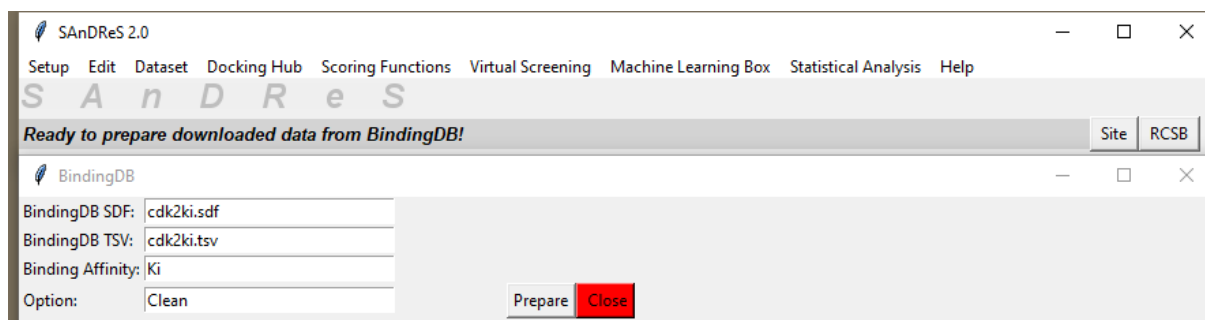 SAnDReS 2.0
Setup Edit Dataset Docking Hub Scoring Functions Virtual Screening Machine Learning Box Statistical Analysis Help
S A n D R e S
Ready to prepare downloaded data from BindingDB! Site RCSB
BindingDB
BindingDB SDF: cdk2ki.sdf
BindingDB TSV: cdk2ki.tsv
Binding Affinity: Ki
Option: Clean Prepare Close